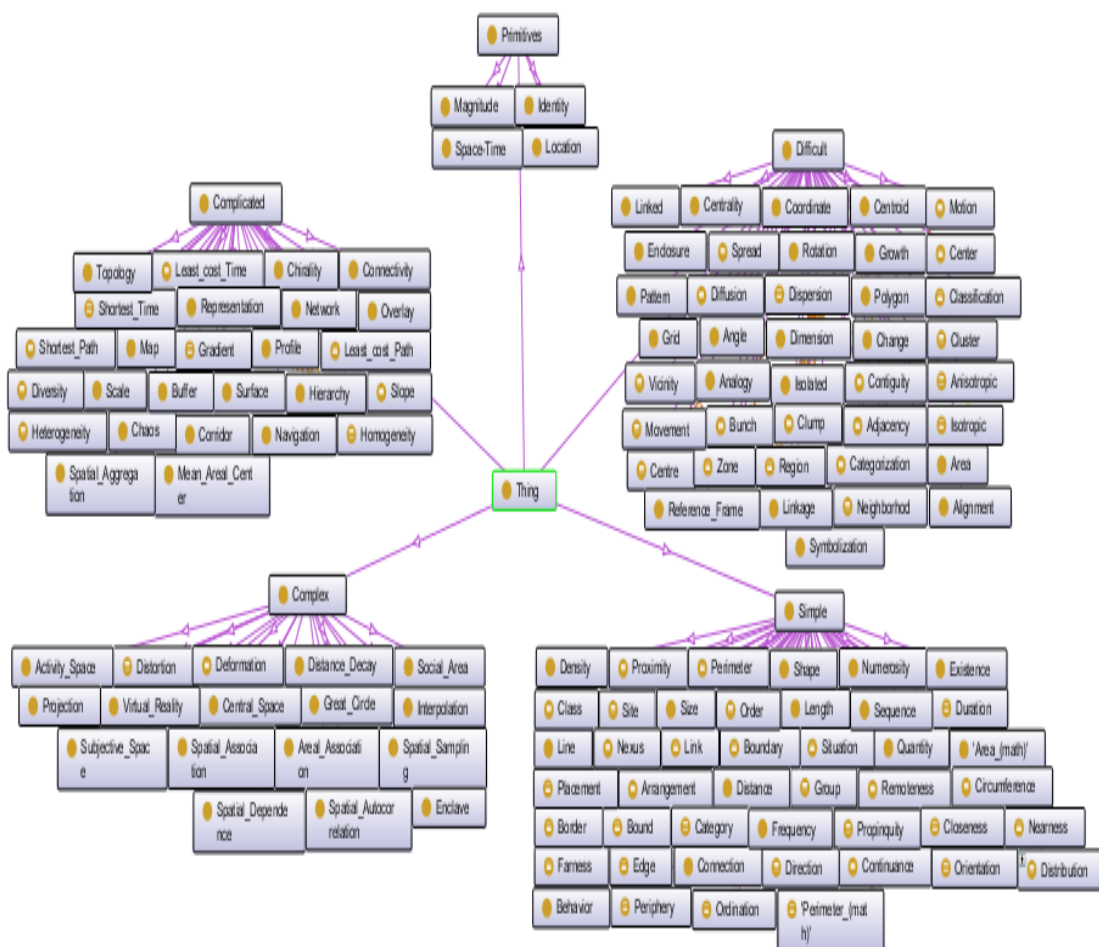 Primitives
Magnitude
Identity
Space-Time
Location
Difficult
Linked
Centrality
Coordinate
Centroid
Motion
Enclosure
Spread
Rotation
Growth
Center
Pattern
Diffusion
Dispersion
Polygon
Classification
Grid
Angle
Dimension
Change
Cluster
Vicinity
Analogy
Isolated
Contiguity
Anisotropic
Movement
Bunch
Clump
Adjacency
Isotropic
Centre
Zone
Region
Categorization
Area
Reference_Frame
Linkage
Neighborhod
Alignment
Symbolization
Complicated
Topology
Least_cost_Time
Chirality
Connectivity
Shortest_Time
Representation
Network
Overlay
Shortest_Path
Map
Gradient
Profile
Least_cost_Path
Diversity
Scale
Buffer
Surface
Hierarchy
Slope
Heterogeneity
Chaos
Corridor
Navigation
Homogeneity
Spatial_Aggrega
tion
Mean_Areal_Cent
er
Thing
Complex
Activity_Space
Distortion
Deformation
Distance_Decay
Social_Area
Projection
Virtual_Reality
Central_Space
Great_Circle
Interpolation
Subjective_Spac
e
Spatial_Associa
tion
Areal_Associati
on
Spatial_Samplin
g
Spatial_Depende
nce
Spatial_Autocor
relation
Enclave
Simple
Density
Proximity
Perimeter
Shape
Numerosity
Existence
Class
Site
Size
Order
Length
Sequence
Duration
Line
Nexus
Link
Boundary
Situation
Quantity
'Area_(math)'
Placement
Arrangement
Distance
Group
Remoteness
Circumference
Border
Bound
Category
Frequency
Propinquity
Closeness
Nearness
Farness
Edge
Connection
Direction
Continuance
Orientation
Distribution
Behavior
Periphery
Ordination
'Perimeter_(mat
h)'